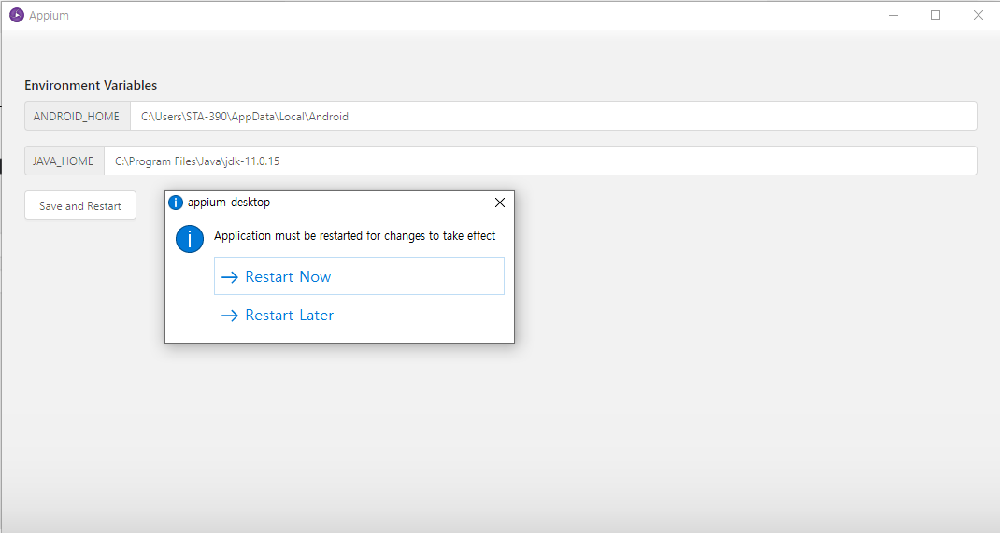 Appium
Environment Variables
ANDROID_HOME C:\Users\STA-390\AppData\Local\Android
JAVA_HOME C:\Program Files\Java\jdk-11.0.15
Save and Restart
appium-desktop
Application must be restarted for changes to take effect
→ Restart Now
→ Restart Later